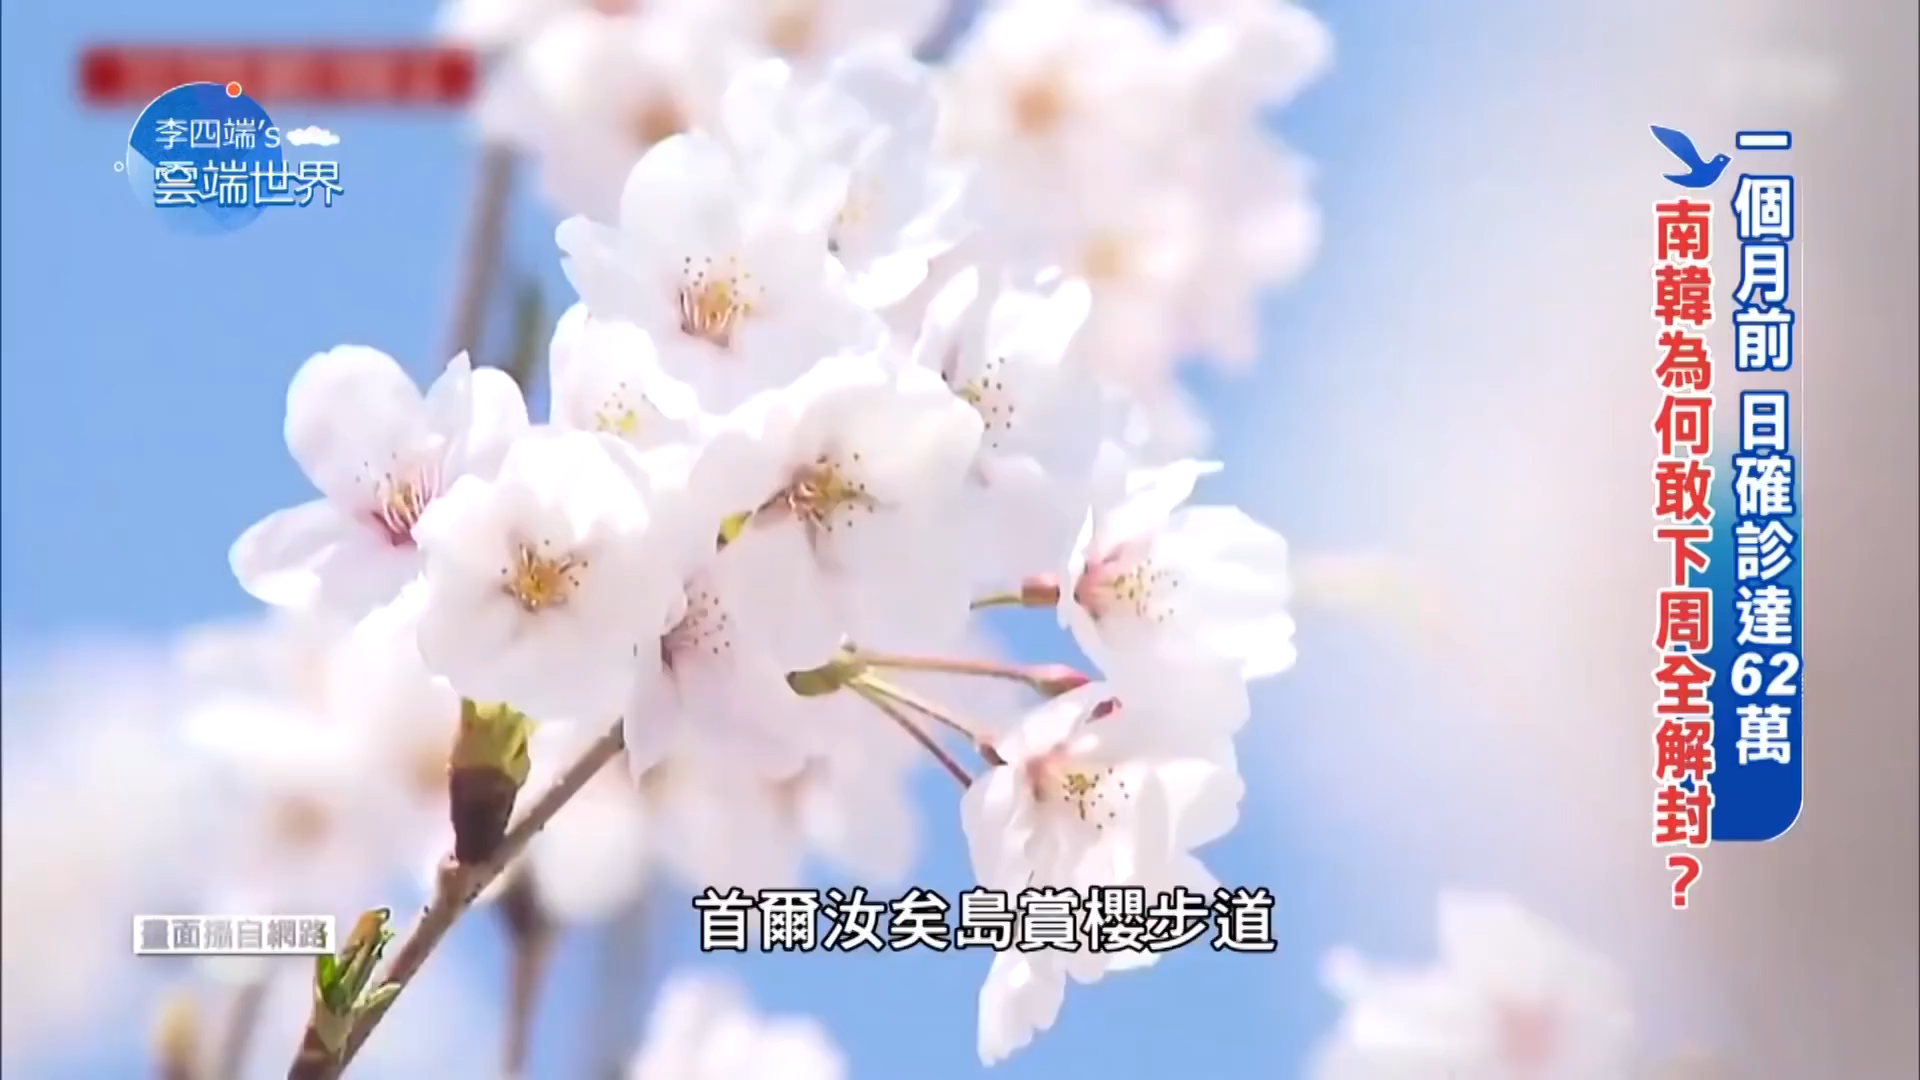 李四端's
雲端世界
一個月前 日確診達62萬
南韓為何敢下周全解封？
首爾汝矣島賞櫻步道
畫面攝自網路